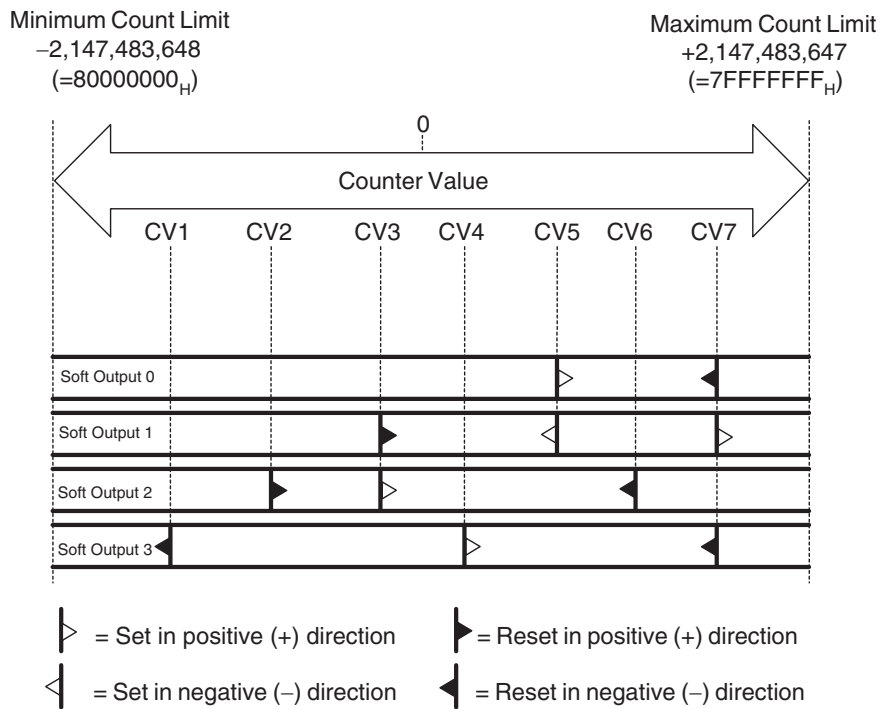 Minimum Count Limit
−2,147,483,648
(=80000000H)
Maximum Count Limit
+2,147,483,647
(=7FFFFFFFH)
0
Counter Value
CV1 CV2 CV3 CV4 CV5 CV6 CV7
Soft Output 0
Soft Output 1
Soft Output 2
Soft Output 3
= Set in positive (+) direction
= Reset in positive (+) direction
= Set in negative (−) direction
= Reset in negative (−) direction